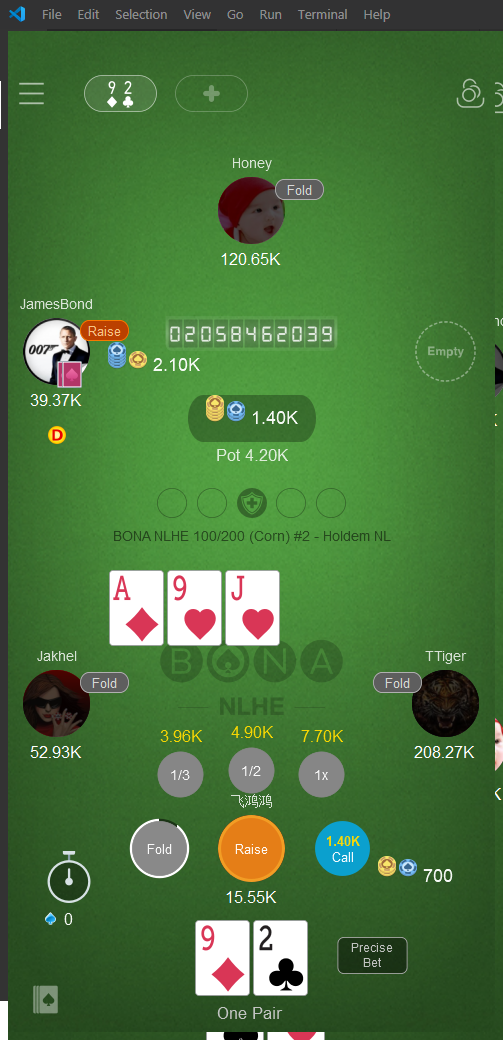 File Edit Selection View Go Run Terminal Help
9 2
Honey
Fold
120.65K
JamesBond
Raise
007
39.37K
D
02058462039
2.10K
Empty
1.40K
Pot 4.20K
BONA NLHE 100/200 (Corn) #2 - Holdem NL
A 9 J
BONA
NLHE
Jakhel
Fold
52.93K
TTiger
Fold
208.27K
3.96K 4.90K 7.70K
1/3 1/2 1x
飞鸿鸿
Fold
Raise
1.40K
Call
700
15.55K
0
9 2
Precise
Bet
One Pair